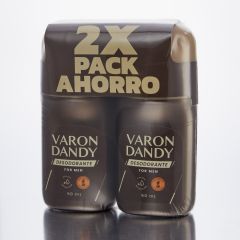 2X
PACK
AHORRO
VARON
DANDY
DESODORANTE
FOR MEN
VARON
DANDY
DESODORANTE
FOR MEN